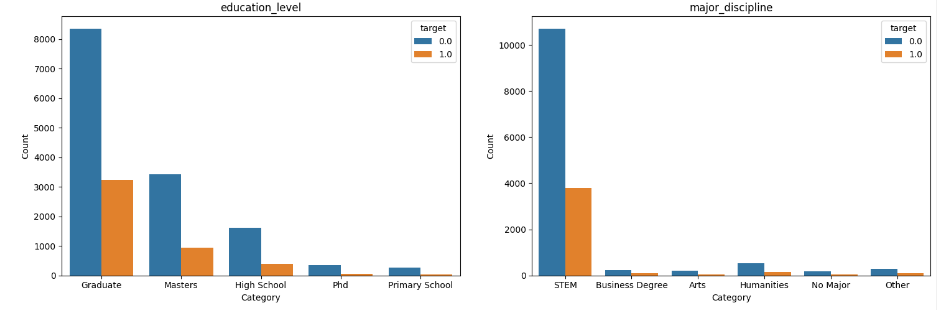 education_level
8000
7000
6000
5000
4000
3000
2000
1000
0
Count
target
0.0
1.0
Graduate Masters High School Phd Primary School
Category
major_discipline
10000
8000
6000
4000
2000
0
Count
target
0.0
1.0
STEM Business Degree Arts Humanities No Major Other
Category